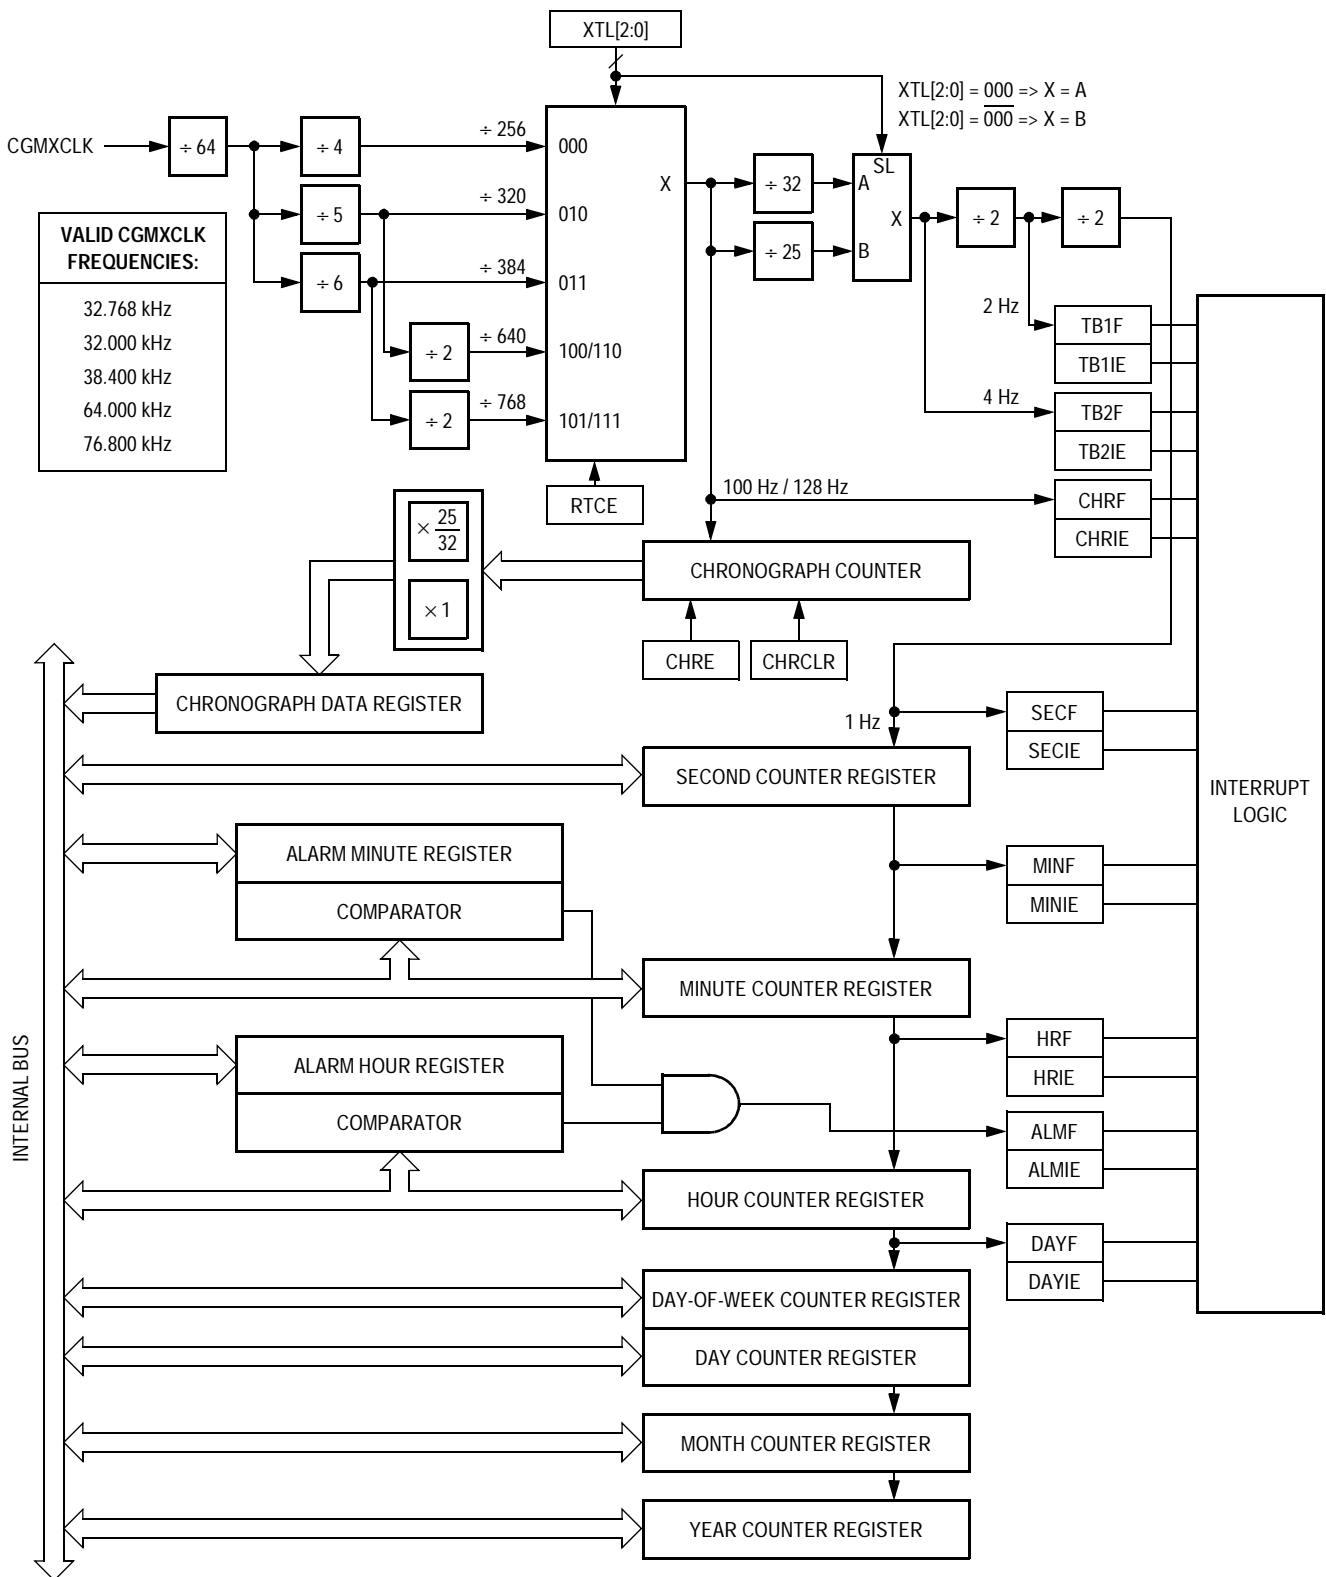 XTL[2:0]
XTL[2:0] = 000 => X = A
XTL[2:0] = 000 => X = B
CGMXCLK
÷ 64
÷ 4
÷ 256
000
÷ 5
÷ 320
010
÷ 6
÷ 384
011
÷ 2
÷ 640
100/110
÷ 2
÷ 768
101/111
X
÷ 32
÷ 25
SL
A
B
X
÷ 2
÷ 2
VALID CGMXCLK
FREQUENCIES:
32.768 kHz
32.000 kHz
38.400 kHz
64.000 kHz
76.800 kHz
RTCE
2 Hz
TB1F
TB1IE
4 Hz
TB2F
TB2IE
100 Hz / 128 Hz
CHRF
CHRIE
× 25
32
× 1
CHRONOGRAPH COUNTER
CHRE
CHRCLR
CHRONOGRAPH DATA REGISTER
1 Hz
SECF
SECIE
SECOND COUNTER REGISTER
INTERRUPT
LOGIC
ALARM MINUTE REGISTER
COMPARATOR
MINF
MINIE
MINUTE COUNTER REGISTER
INTERNAL BUS
ALARM HOUR REGISTER
COMPARATOR
HRF
HRIE
ALMF
ALMIE
HOUR COUNTER REGISTER
DAYF
DAYIE
DAY-OF-WEEK COUNTER REGISTER
DAY COUNTER REGISTER
MONTH COUNTER REGISTER
YEAR COUNTER REGISTER